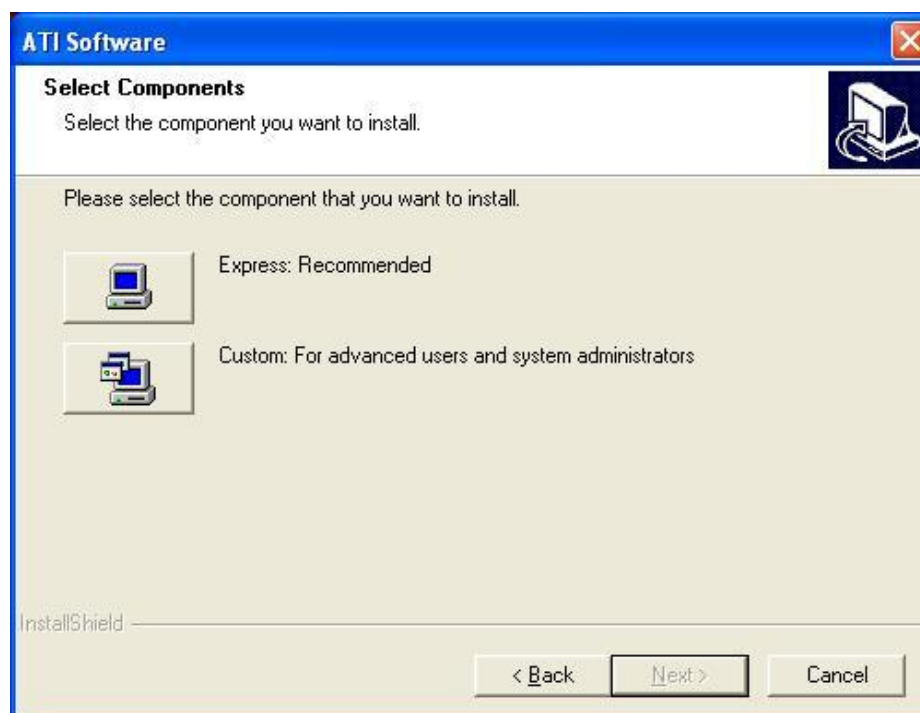 ATI Software
Select Components
Select the component you want to install.
Please select the component that you want to install.
Express: Recommended
Custom: For advanced users and system administrators
InstallShield
< Back Next > Cancel